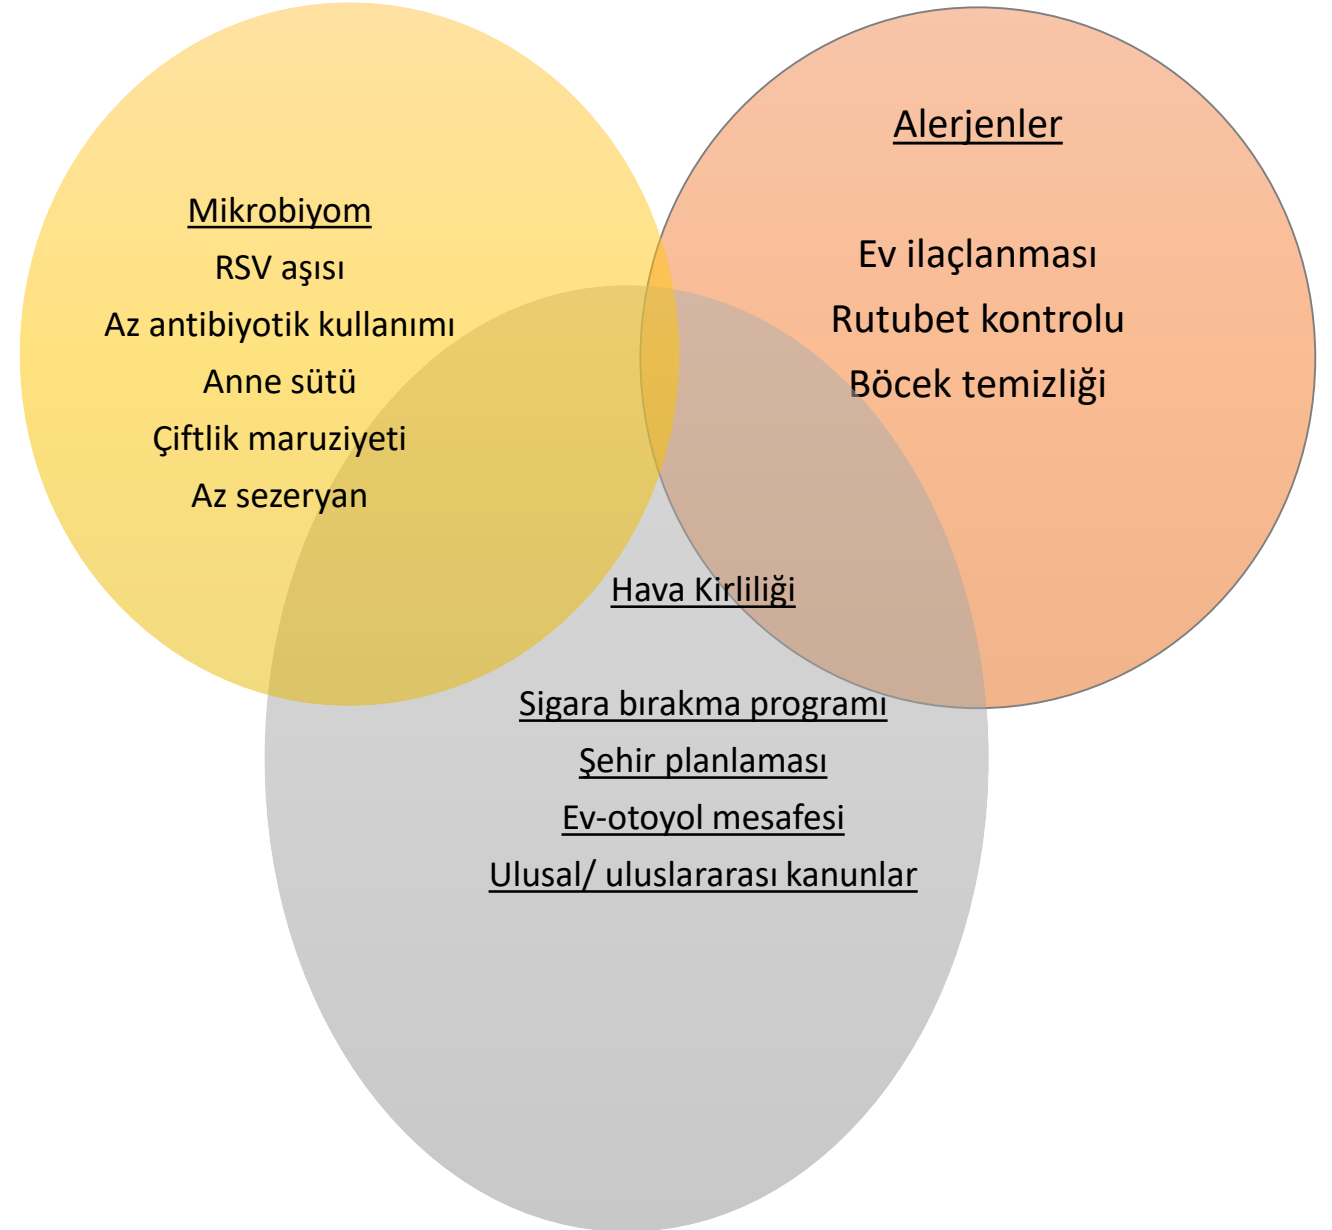 Mikrobiyom
RSV aşısı
Az antibiyotik kullanımı
Anne sütü
Çiftlik maruziyeti
Az sezeryan
Alerjenler
Ev ilaçlanması
Rutubet kontrolu
Böcek temizliği
Hava Kirliliği
Sigara bırakma programı
Şehir planlaması
Ev-otoyol mesafesi
Ulusal/ uluslararası kanunlar